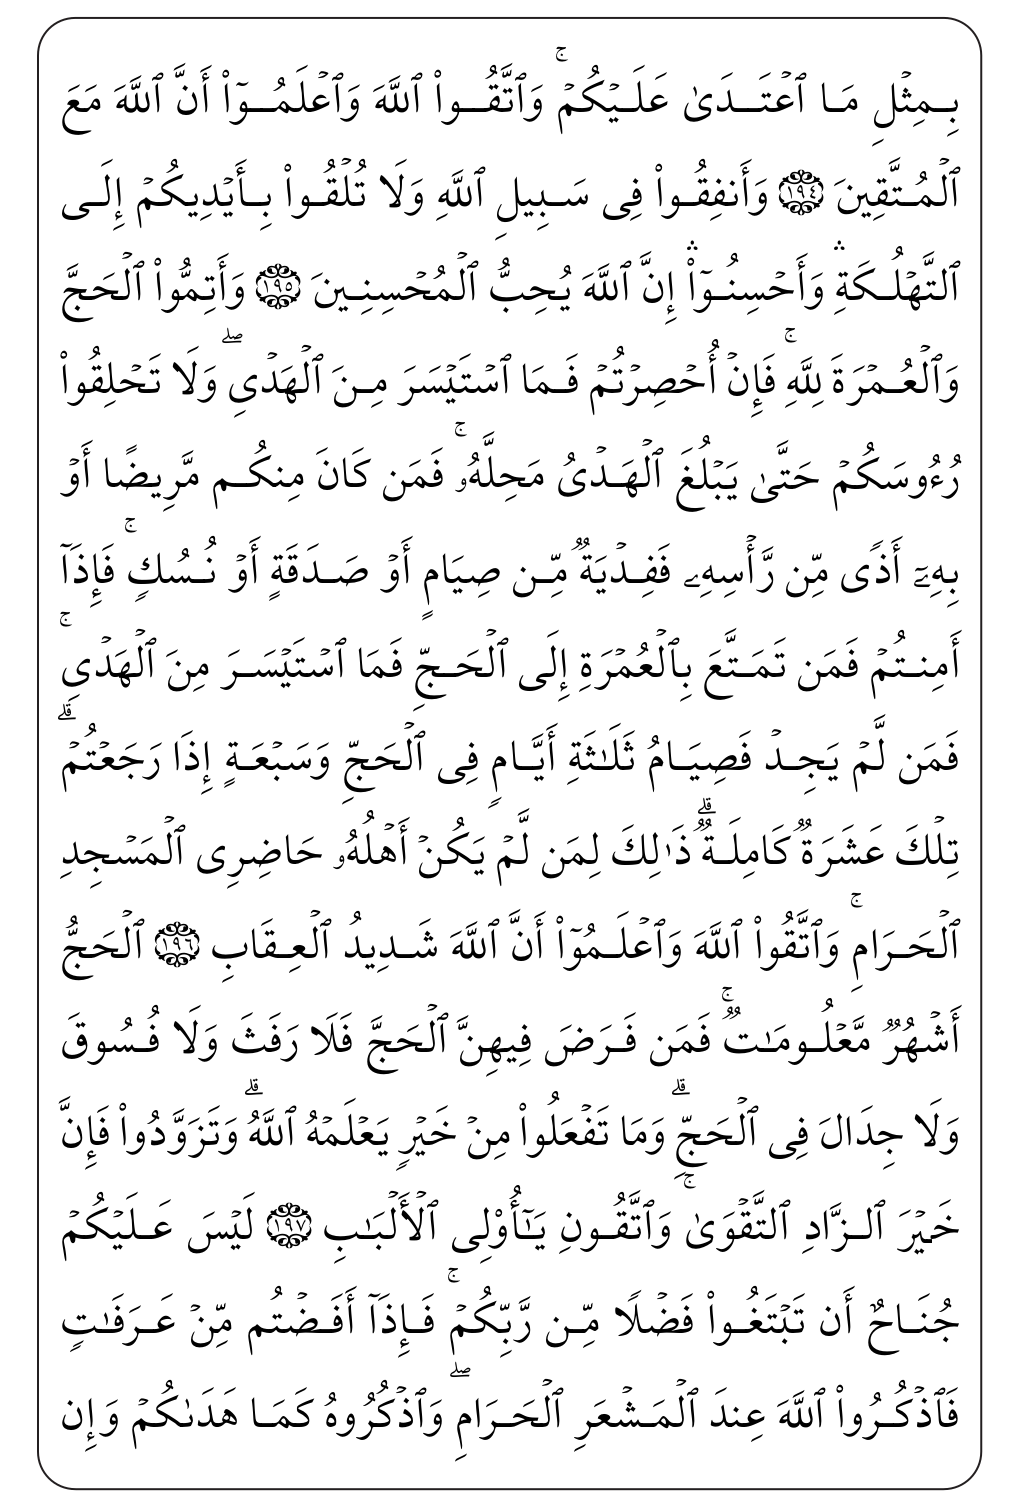 بِمِثۡلِ مَا ٱعۡتَدَىٰ عَلَيۡكُمۡۚ وَٱتَّقُواْ ٱللَّهَ وَٱعۡلَمُوٓاْ أَنَّ ٱللَّهَ مَعَ
ٱلۡمُتَّقِينَ ١٩٤ وَأَنفِقُواْ فِى سَبِيلِ ٱللَّهِ وَلَا تُلۡقُواْ بِأَيۡدِيكُمۡ إِلَى
ٱلتَّهۡلُكَةِۛ وَأَحۡسِنُوٓاْۛ إِنَّ ٱللَّهَ يُحِبُّ ٱلۡمُحۡسِنِينَ ١٩٥ وَأَتِمُّواْ ٱلۡحَجَّ
وَٱلۡعُمۡرَةَ لِلَّهِۚ فَإِنۡ أُحۡصِرۡتُمۡ فَمَا ٱسۡتَيۡسَرَ مِنَ ٱلۡهَدۡىِۖ وَلَا تَحۡلِقُواْ
رُءُوسَكُمۡ حَتَّىٰ يَبۡلُغَ ٱلۡهَدۡىُ مَحِلَّهُۥۚ فَمَن كَانَ مِنكُم مَّرِيضًا أَوۡ
بِهِۦٓ أَذًى مِّن رَّأۡسِهِۦ فَفِدۡيَةٌ مِّن صِيَامٍ أَوۡ صَدَقَةٍ أَوۡ نُسُكٍۚ فَإِذَآ
أَمِنتُمۡ فَمَن تَمَتَّعَ بِٱلۡعُمۡرَةِ إِلَى ٱلۡحَجِّ فَمَا ٱسۡتَيۡسَرَ مِنَ ٱلۡهَدۡىِۚ
فَمَن لَّمۡ يَجِدۡ فَصِيَامُ ثَلَٰثَةِ أَيَّامٍ فِى ٱلۡحَجِّ وَسَبۡعَةٍ إِذَا رَجَعۡتُمۡۗ
تِلۡكَ عَشَرَةٌ كَامِلَةٌۗ ذَٰلِكَ لِمَن لَّمۡ يَكُنۡ أَهۡلُهُۥ حَاضِرِى ٱلۡمَسۡجِدِ
ٱلۡحَرَامِۚ وَٱتَّقُواْ ٱللَّهَ وَٱعۡلَمُوٓاْ أَنَّ ٱللَّهَ شَدِيدُ ٱلۡعِقَابِ ١٩٦ ٱلۡحَجُّ
أَشۡهُرٌ مَّعۡلُومَٰتٌۚ فَمَن فَرَضَ فِيهِنَّ ٱلۡحَجَّ فَلَا رَفَثَ وَلَا فُسُوقَ
وَلَا جِدَالَ فِى ٱلۡحَجِّۗ وَمَا تَفۡعَلُواْ مِنۡ خَيۡرٍ يَعۡلَمۡهُ ٱللَّهُۗ وَتَزَوَّدُواْ فَإِنَّ
خَيۡرَ ٱلزَّادِ ٱلتَّقۡوَىٰۚ وَٱتَّقُونِ يَٰٓأُوْلِى ٱلۡأَلۡبَٰبِ ١٩٧ لَيۡسَ عَلَيۡكُمۡ
جُنَاحٌ أَن تَبۡتَغُواْ فَضۡلًا مِّن رَّبِّكُمۡۚ فَإِذَآ أَفَضۡتُم مِّنۡ عَرَفَٰتٍ
فَٱذۡكُرُواْ ٱللَّهَ عِندَ ٱلۡمَشۡعَرِ ٱلۡحَرَامِۖ وَٱذۡكُرُوهُ كَمَا هَدَىٰكُمۡ وَإِن